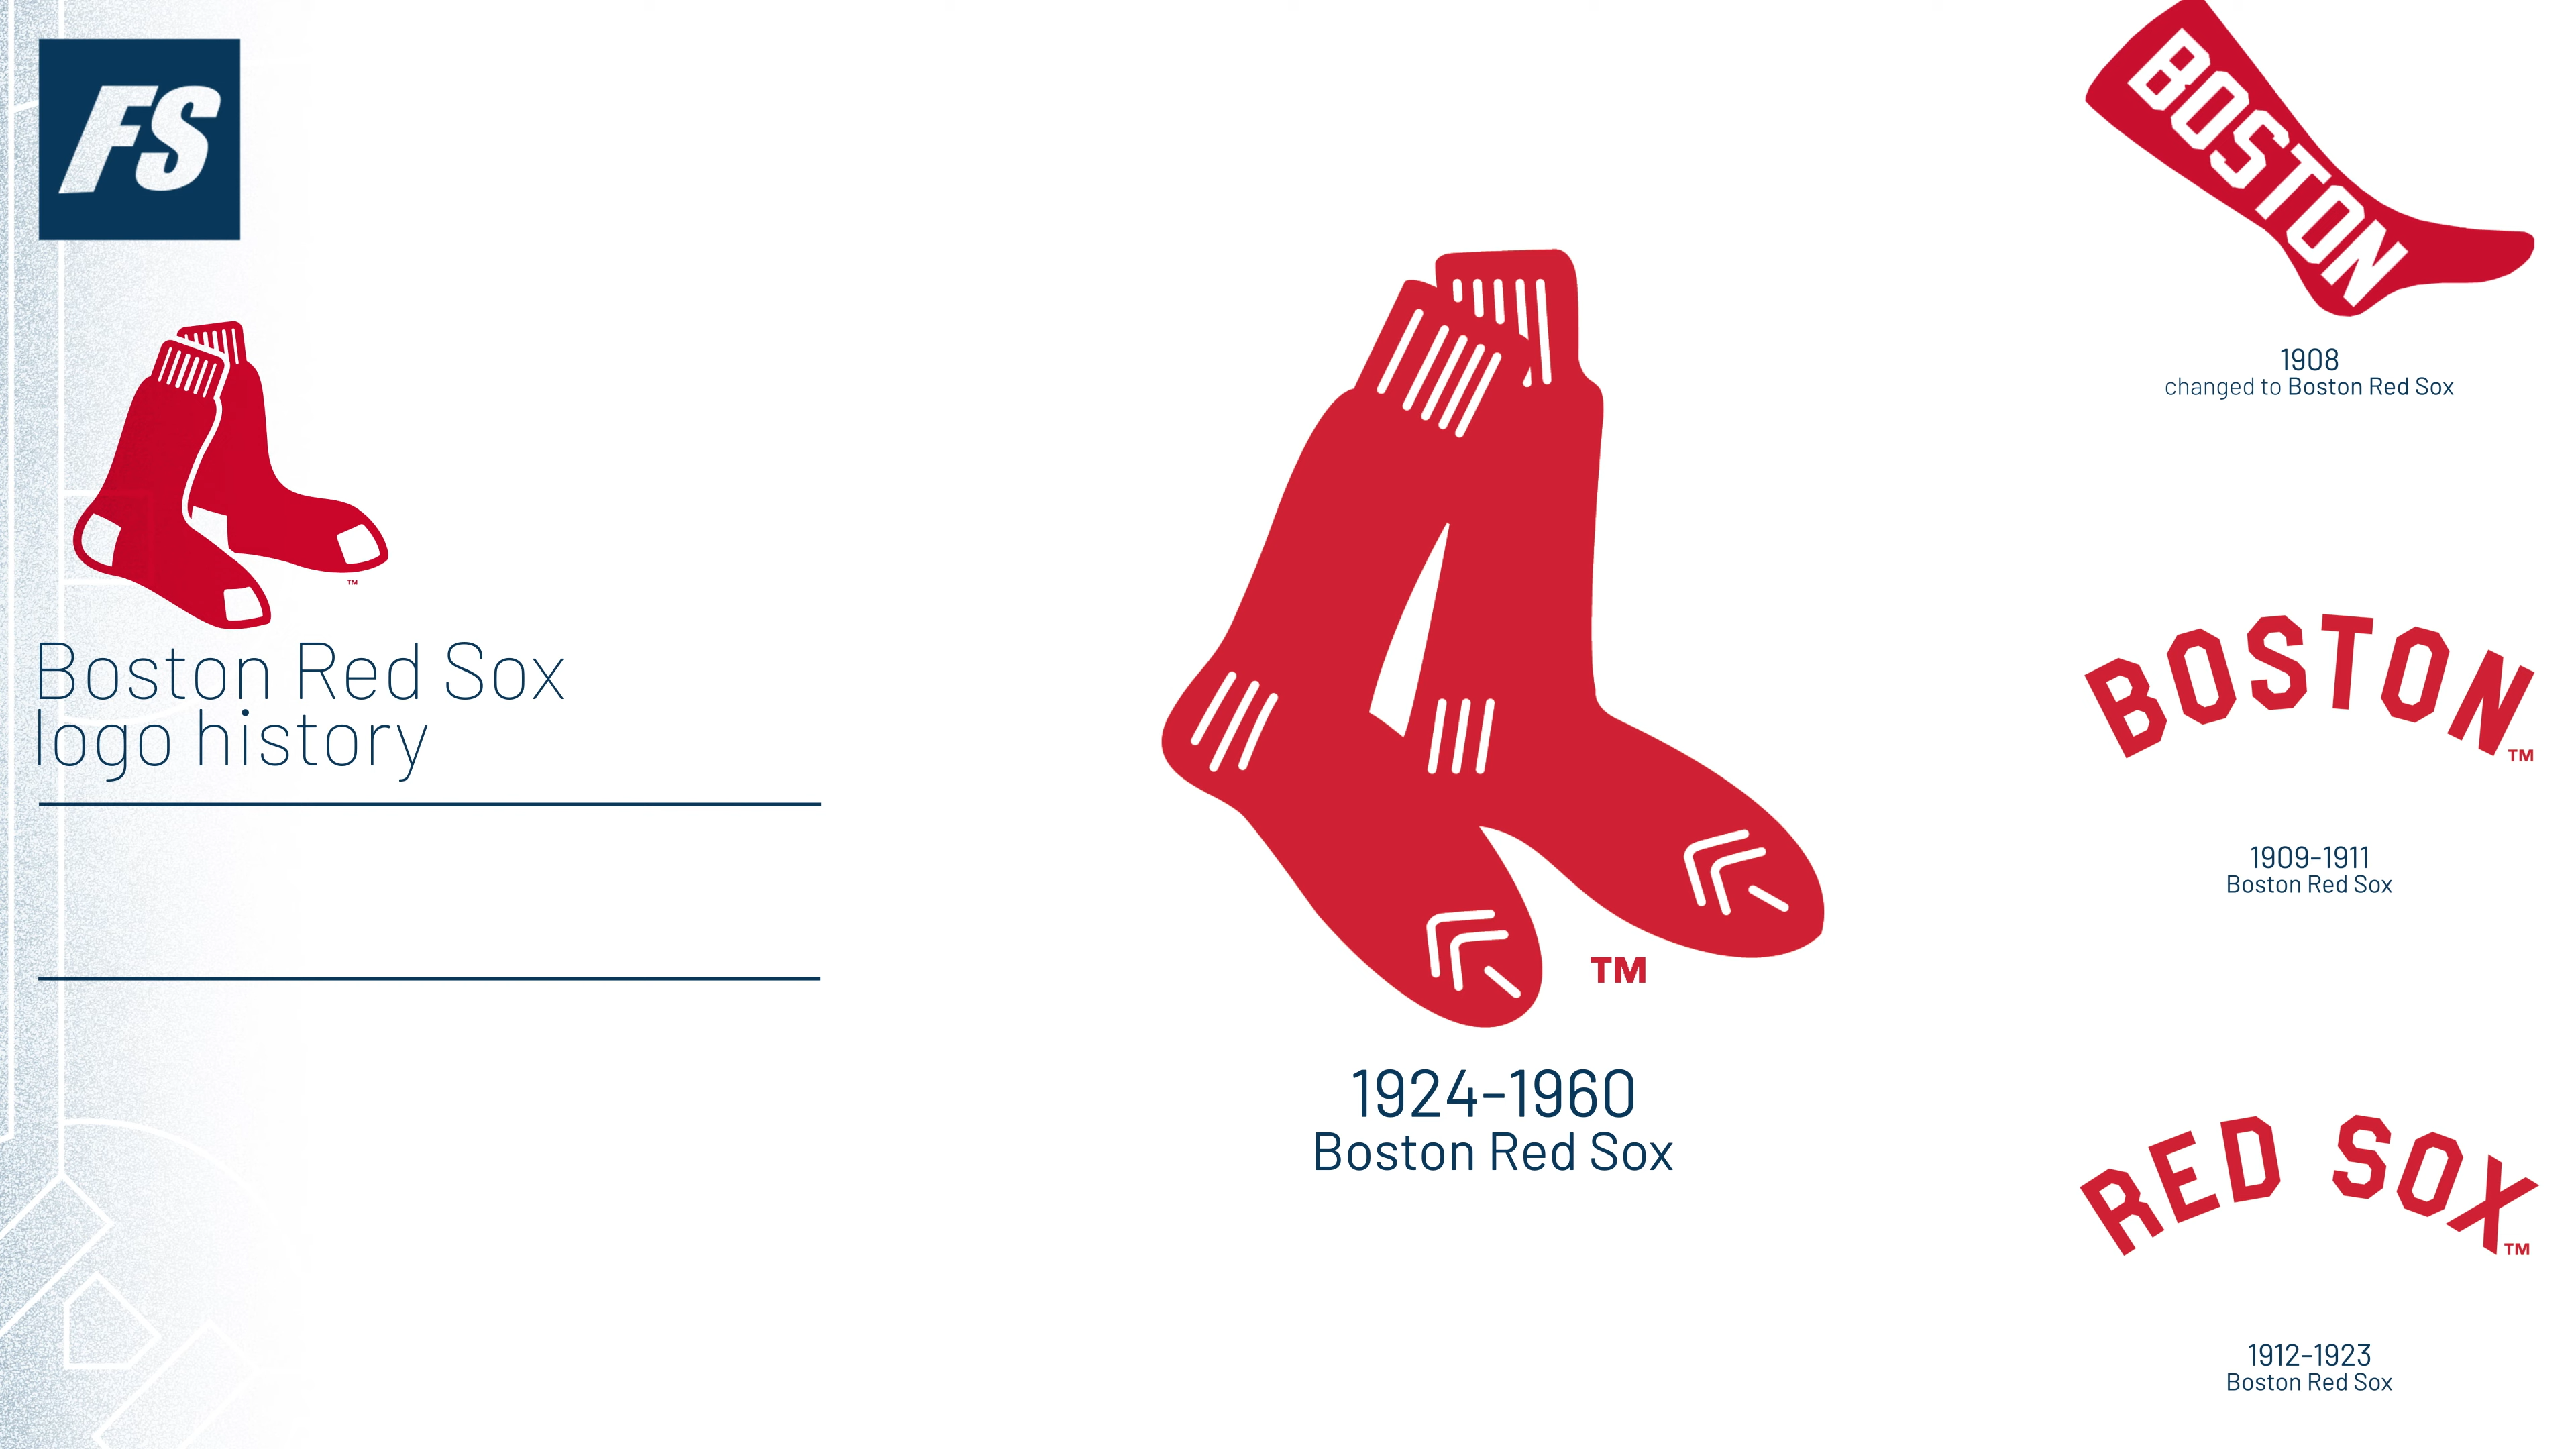 FS
TM
Boston Red Sox
logo history
TM
1924-1960
Boston Red Sox
BOSTON
1908
changed to Boston Red Sox
BOSTON
TM
1909-1911
Boston Red Sox
RED SOX
TM
1912-1923
Boston Red Sox